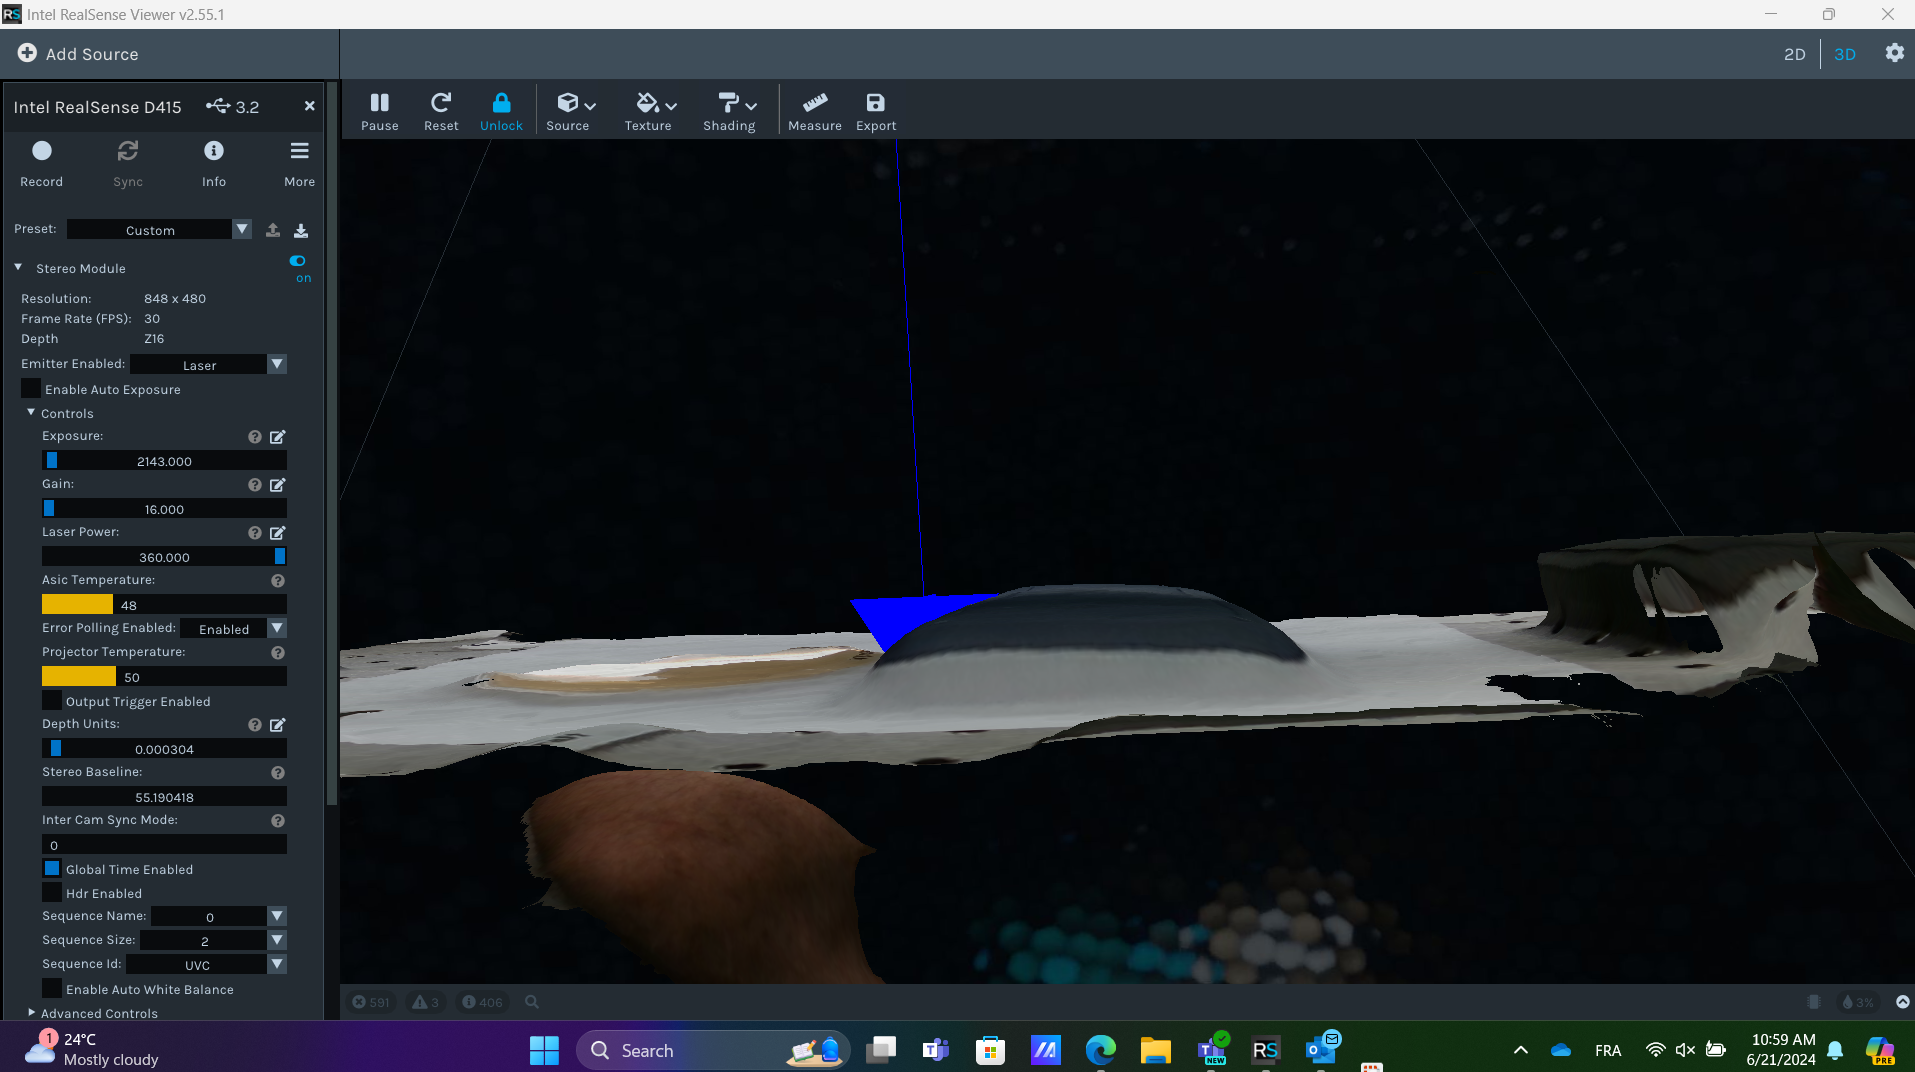 RS Intel RealSense Viewer v2.55.1
Add Source
2D 3D
Intel RealSense D415 3.2
Pause Reset Unlock Source Texture Shading Measure Export
Record Sync Info More
Preset: Custom
Stereo Module
on
Resolution: 848 x 480
Frame Rate (FPS): 30
Depth Z16
Emitter Enabled: Laser
Enable Auto Exposure
Controls
Exposure:
2143.000
Gain:
16.000
Laser Power:
360.000
Asic Temperature:
48
Error Polling Enabled: Enabled
Projector Temperature:
50
Output Trigger Enabled
Depth Units:
0.000304
Stereo Baseline:
55.190418
Inter Cam Sync Mode:
0
Global Time Enabled
Hdr Enabled
Sequence Name: 0
Sequence Size: 2
Sequence Id: UVC
Enable Auto White Balance
Advanced Controls
591 3 406 3%
1 24°C
Mostly cloudy
Search
NEW
RS
FRA
10:59 AM
6/21/2024
PRE